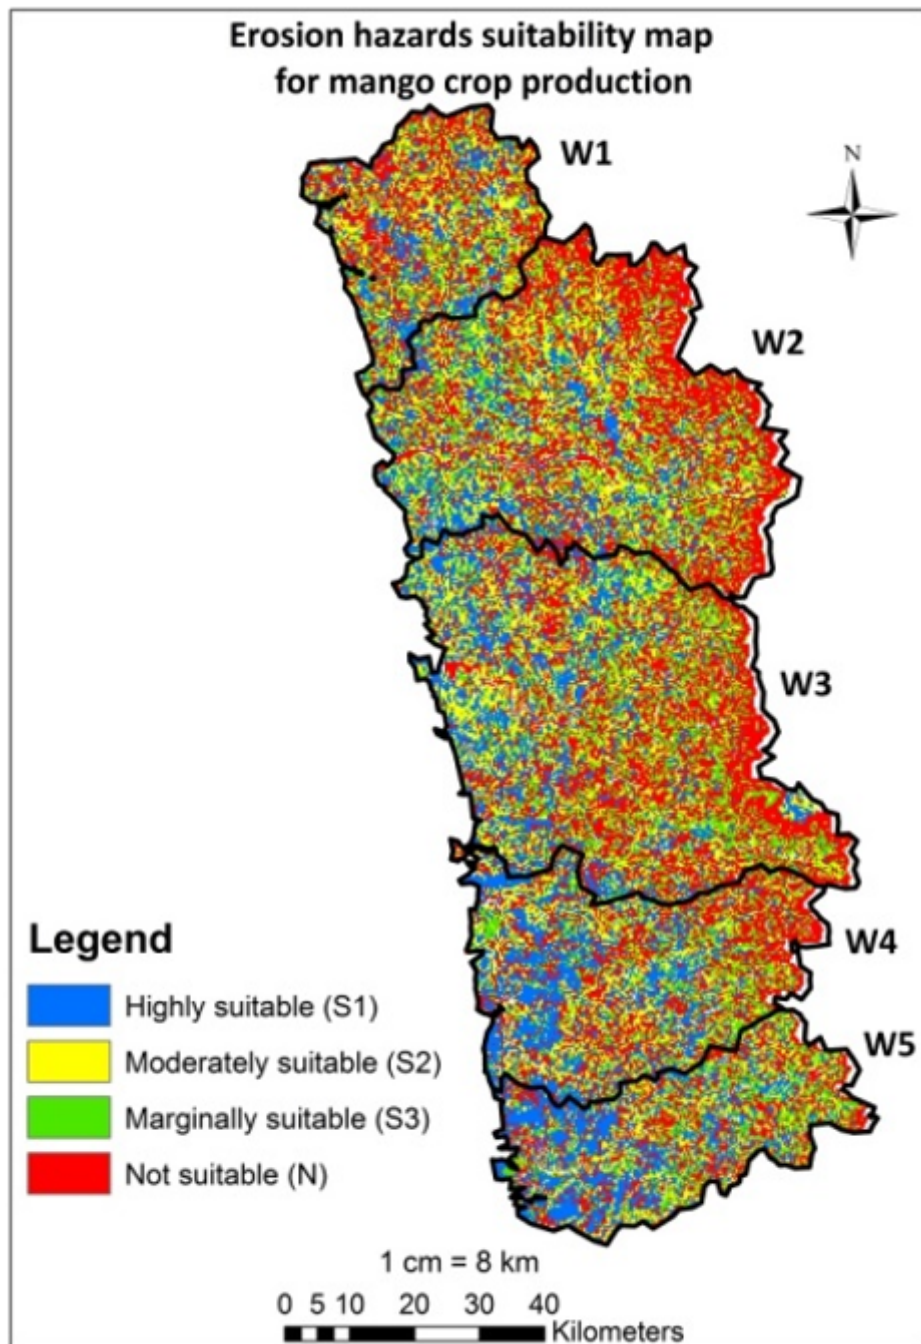 Erosion hazards suitability map
for mango crop production
W1
N
W2
W3
W4
W5
Legend
Highly suitable (S1)
Moderately suitable (S2)
Marginally suitable (S3)
Not suitable (N)
1 cm = 8 km
0 5 10 20 30 40
Kilometers